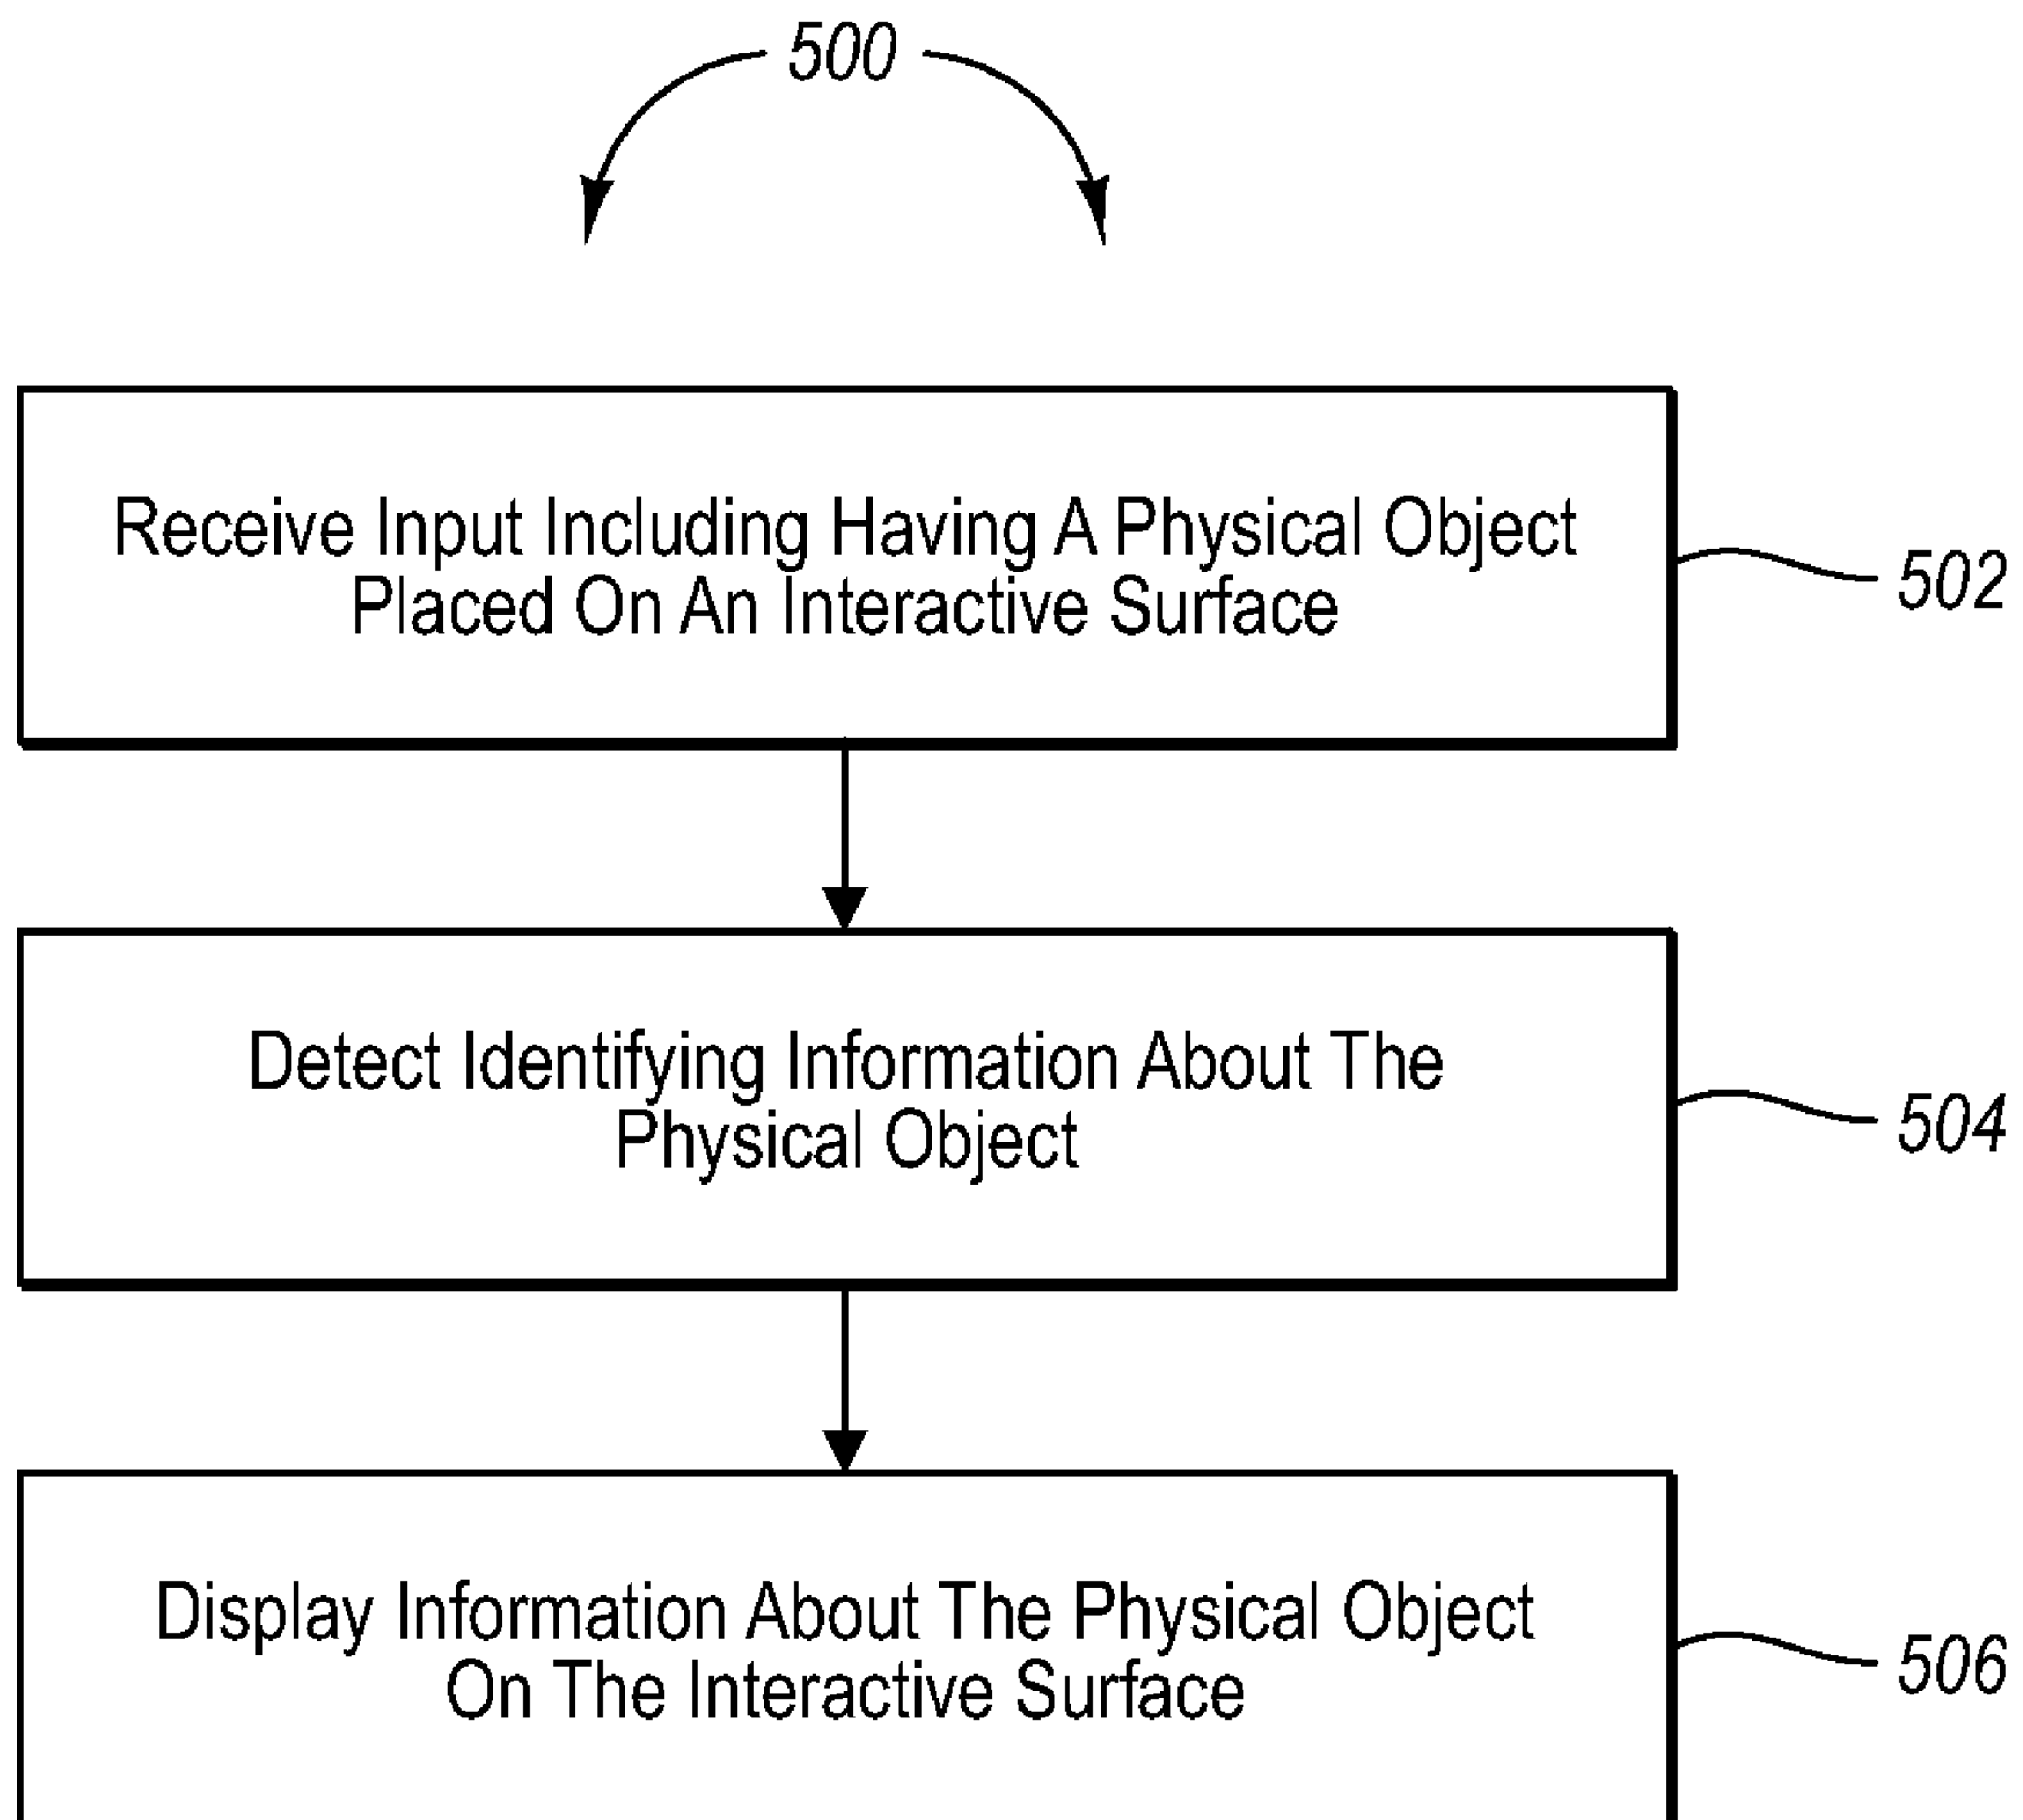 500
Receive Input Including Having A Physical Object
Placed On An Interactive Surface
502
Detect Identifying Information About The
Physical Object
504
Display Information About The Physical Object
On The Interactive Surface
506